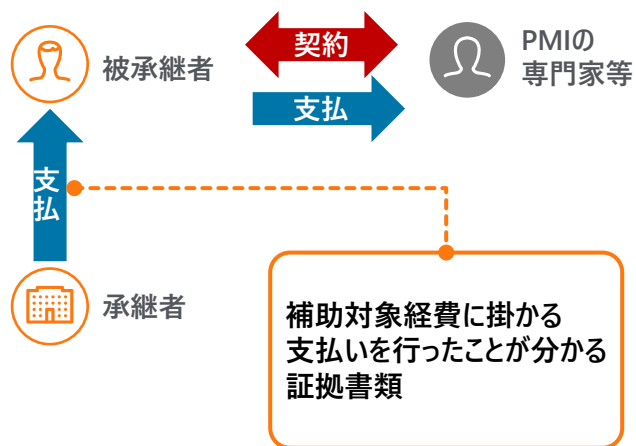 被承継者
契約
支払
PMIの
専門家等
支払
承継者
補助対象経費に掛かる
支払いを行ったことが分かる
証拠書類